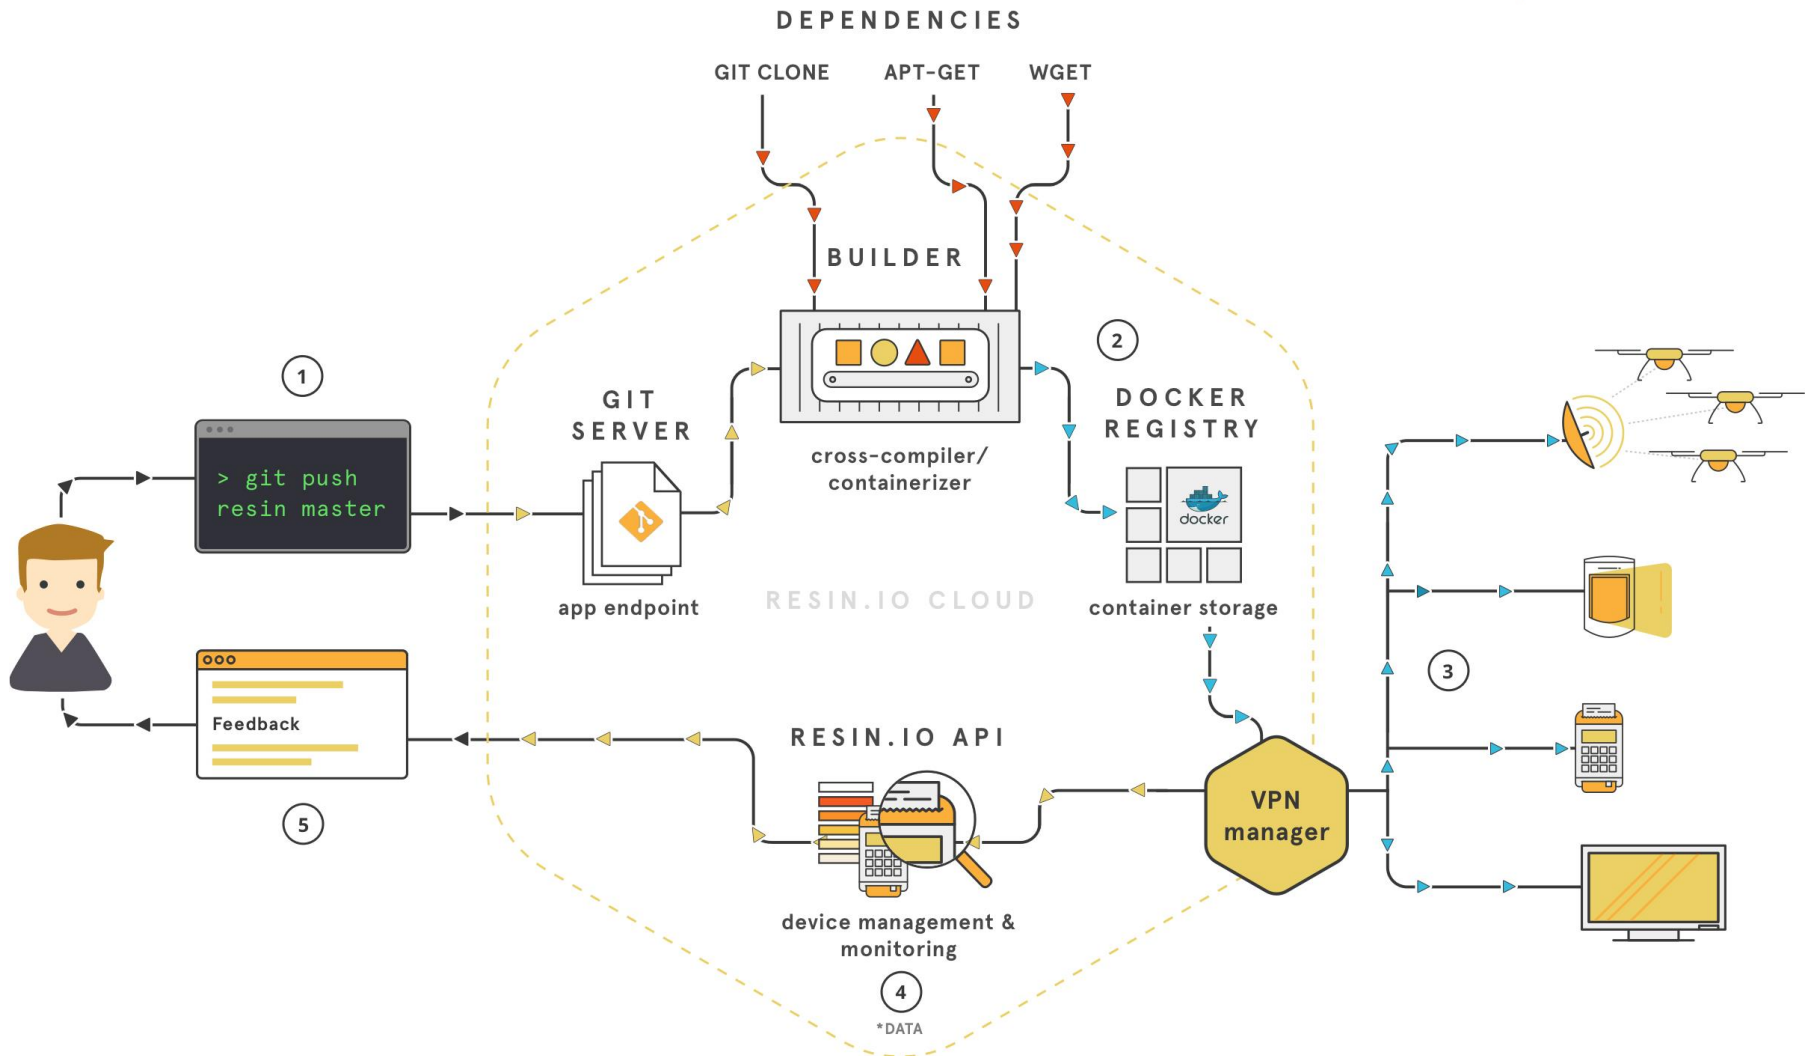 DEPENDENCIES
GIT CLONE
APT-GET
WGET
BUILDER
cross-compiler/
containerizer
1
> git push
resin master
GIT
SERVER
app endpoint
2
DOCKER
REGISTRY
docker
container storage
RESIN.IO CLOUD
3
VPN
manager
RESIN.IO API
device management &
monitoring
4
*DATA
Feedback
5